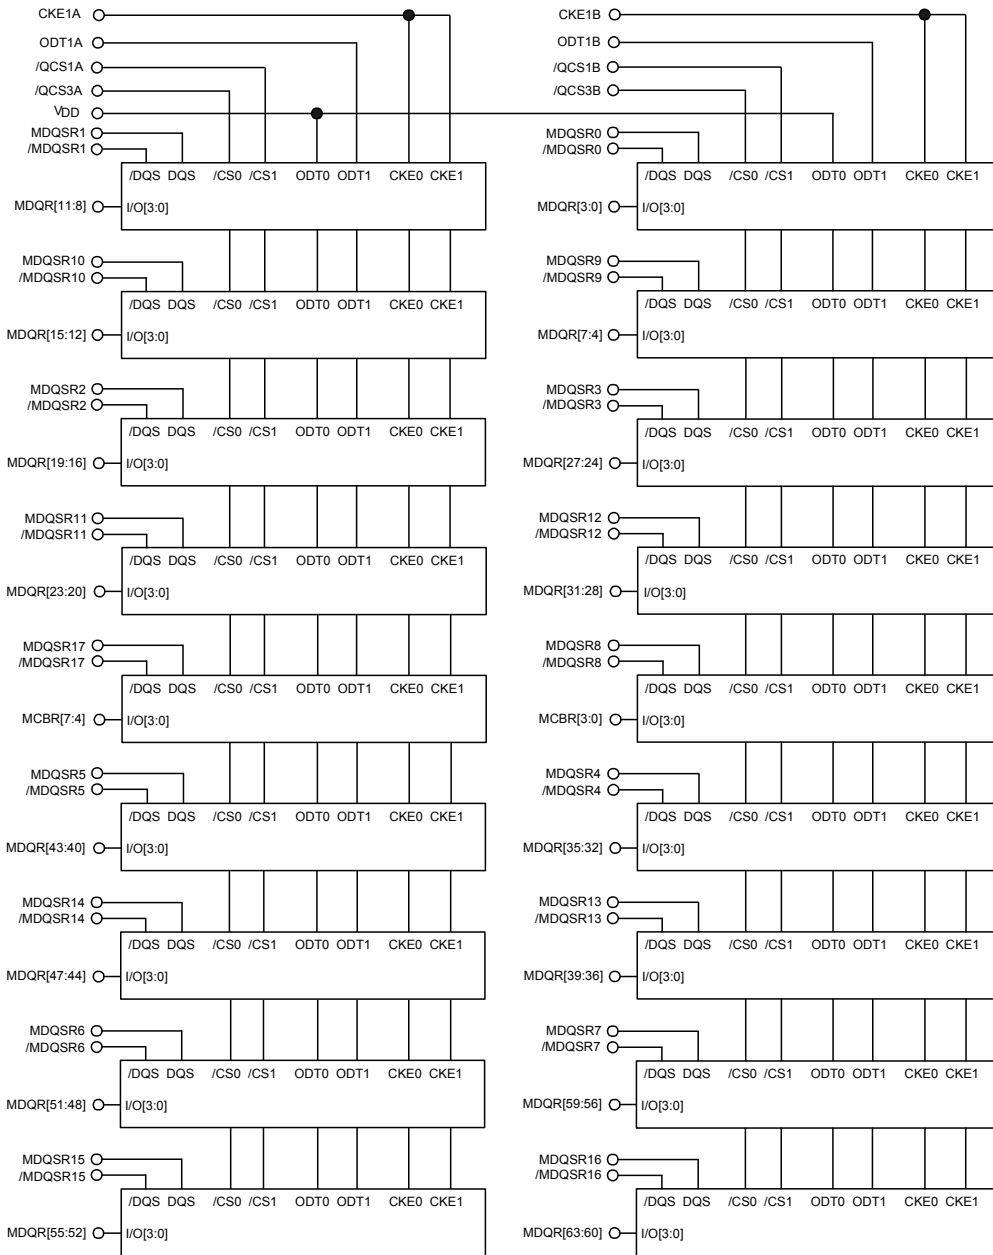 CKE1A
ODT1A
/QCS1A
/QCS3A
VDD
MDQSR1
/MDQSR1
/DQS DQS /CS0 /CS1 ODT0 ODT1 CKE0 CKE1
MDQR[11:8] I/O[3:0]
MDQSR10
/MDQSR10
/DQS DQS /CS0 /CS1 ODT0 ODT1 CKE0 CKE1
MDQR[15:12] I/O[3:0]
MDQSR2
/MDQSR2
/DQS DQS /CS0 /CS1 ODT0 ODT1 CKE0 CKE1
MDQR[19:16] I/O[3:0]
MDQSR11
/MDQSR11
/DQS DQS /CS0 /CS1 ODT0 ODT1 CKE0 CKE1
MDQR[23:20] I/O[3:0]
MDQSR17
/MDQSR17
/DQS DQS /CS0 /CS1 ODT0 ODT1 CKE0 CKE1
MCBR[7:4] I/O[3:0]
MDQSR5
/MDQSR5
/DQS DQS /CS0 /CS1 ODT0 ODT1 CKE0 CKE1
MDQR[43:40] I/O[3:0]
MDQSR14
/MDQSR14
/DQS DQS /CS0 /CS1 ODT0 ODT1 CKE0 CKE1
MDQR[47:44] I/O[3:0]
MDQSR6
/MDQSR6
/DQS DQS /CS0 /CS1 ODT0 ODT1 CKE0 CKE1
MDQR[51:48] I/O[3:0]
MDQSR15
/MDQSR15
/DQS DQS /CS0 /CS1 ODT0 ODT1 CKE0 CKE1
MDQR[55:52] I/O[3:0]
CKE1B
ODT1B
/QCS1B
/QCS3B
MDQSR0
/MDQSR0
/DQS DQS /CS0 /CS1 ODT0 ODT1 CKE0 CKE1
MDQR[3:0] I/O[3:0]
MDQSR9
/MDQSR9
/DQS DQS /CS0 /CS1 ODT0 ODT1 CKE0 CKE1
MDQR[7:4] I/O[3:0]
MDQSR3
/MDQSR3
/DQS DQS /CS0 /CS1 ODT0 ODT1 CKE0 CKE1
MDQR[27:24] I/O[3:0]
MDQSR12
/MDQSR12
/DQS DQS /CS0 /CS1 ODT0 ODT1 CKE0 CKE1
MDQR[31:28] I/O[3:0]
MDQSR8
/MDQSR8
/DQS DQS /CS0 /CS1 ODT0 ODT1 CKE0 CKE1
MCBR[3:0] I/O[3:0]
MDQSR4
/MDQSR4
/DQS DQS /CS0 /CS1 ODT0 ODT1 CKE0 CKE1
MDQR[35:32] I/O[3:0]
MDQSR13
/MDQSR13
/DQS DQS /CS0 /CS1 ODT0 ODT1 CKE0 CKE1
MDQR[39:36] I/O[3:0]
MDQSR7
/MDQSR7
/DQS DQS /CS0 /CS1 ODT0 ODT1 CKE0 CKE1
MDQR[59:56] I/O[3:0]
MDQSR16
/MDQSR16
/DQS DQS /CS0 /CS1 ODT0 ODT1 CKE0 CKE1
MDQR[63:60] I/O[3:0]